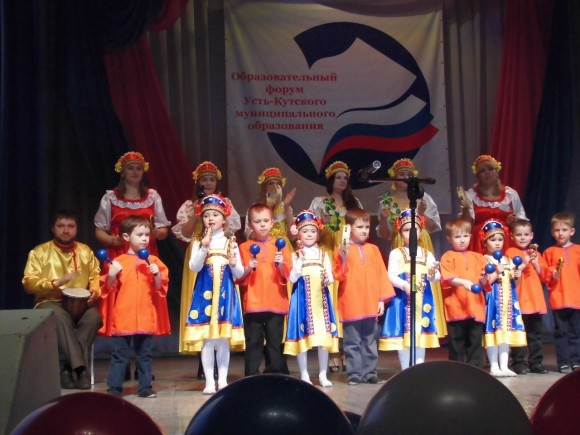 Образовательный
форум
Усть-Кутского
муниципального
образования